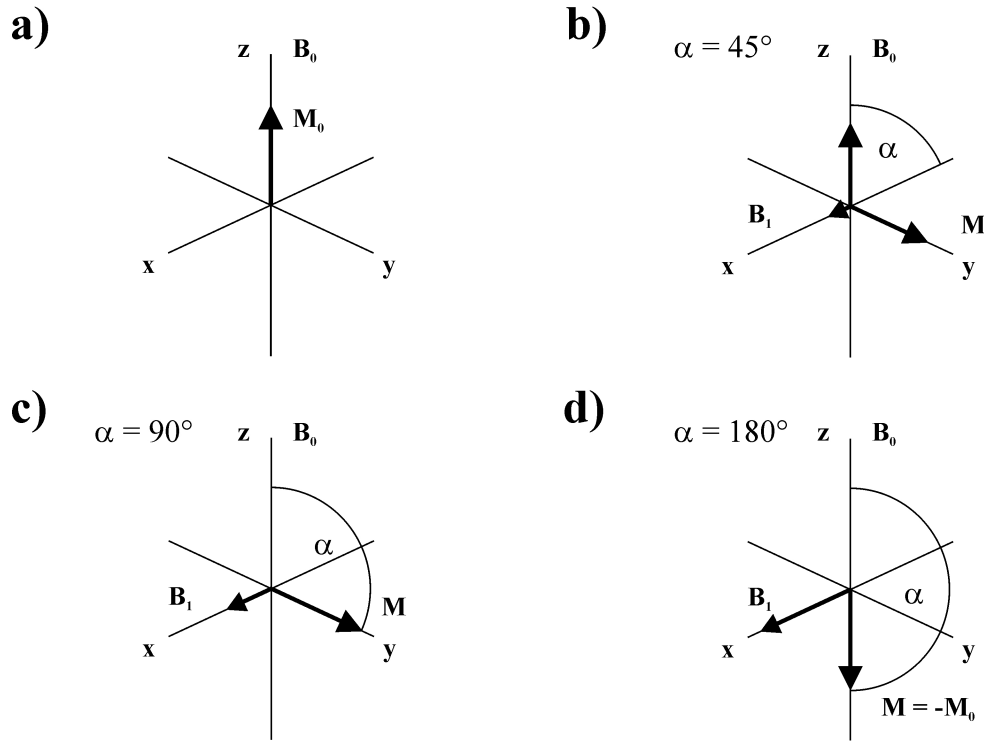 a)
z B₀
M₀
x y
b)
α = 45°
z B₀
α
B₁
M
x y
c)
α = 90°
z B₀
α
B₁
M
x y
d)
α = 180°
z B₀
α
B₁
x y
M = -M₀